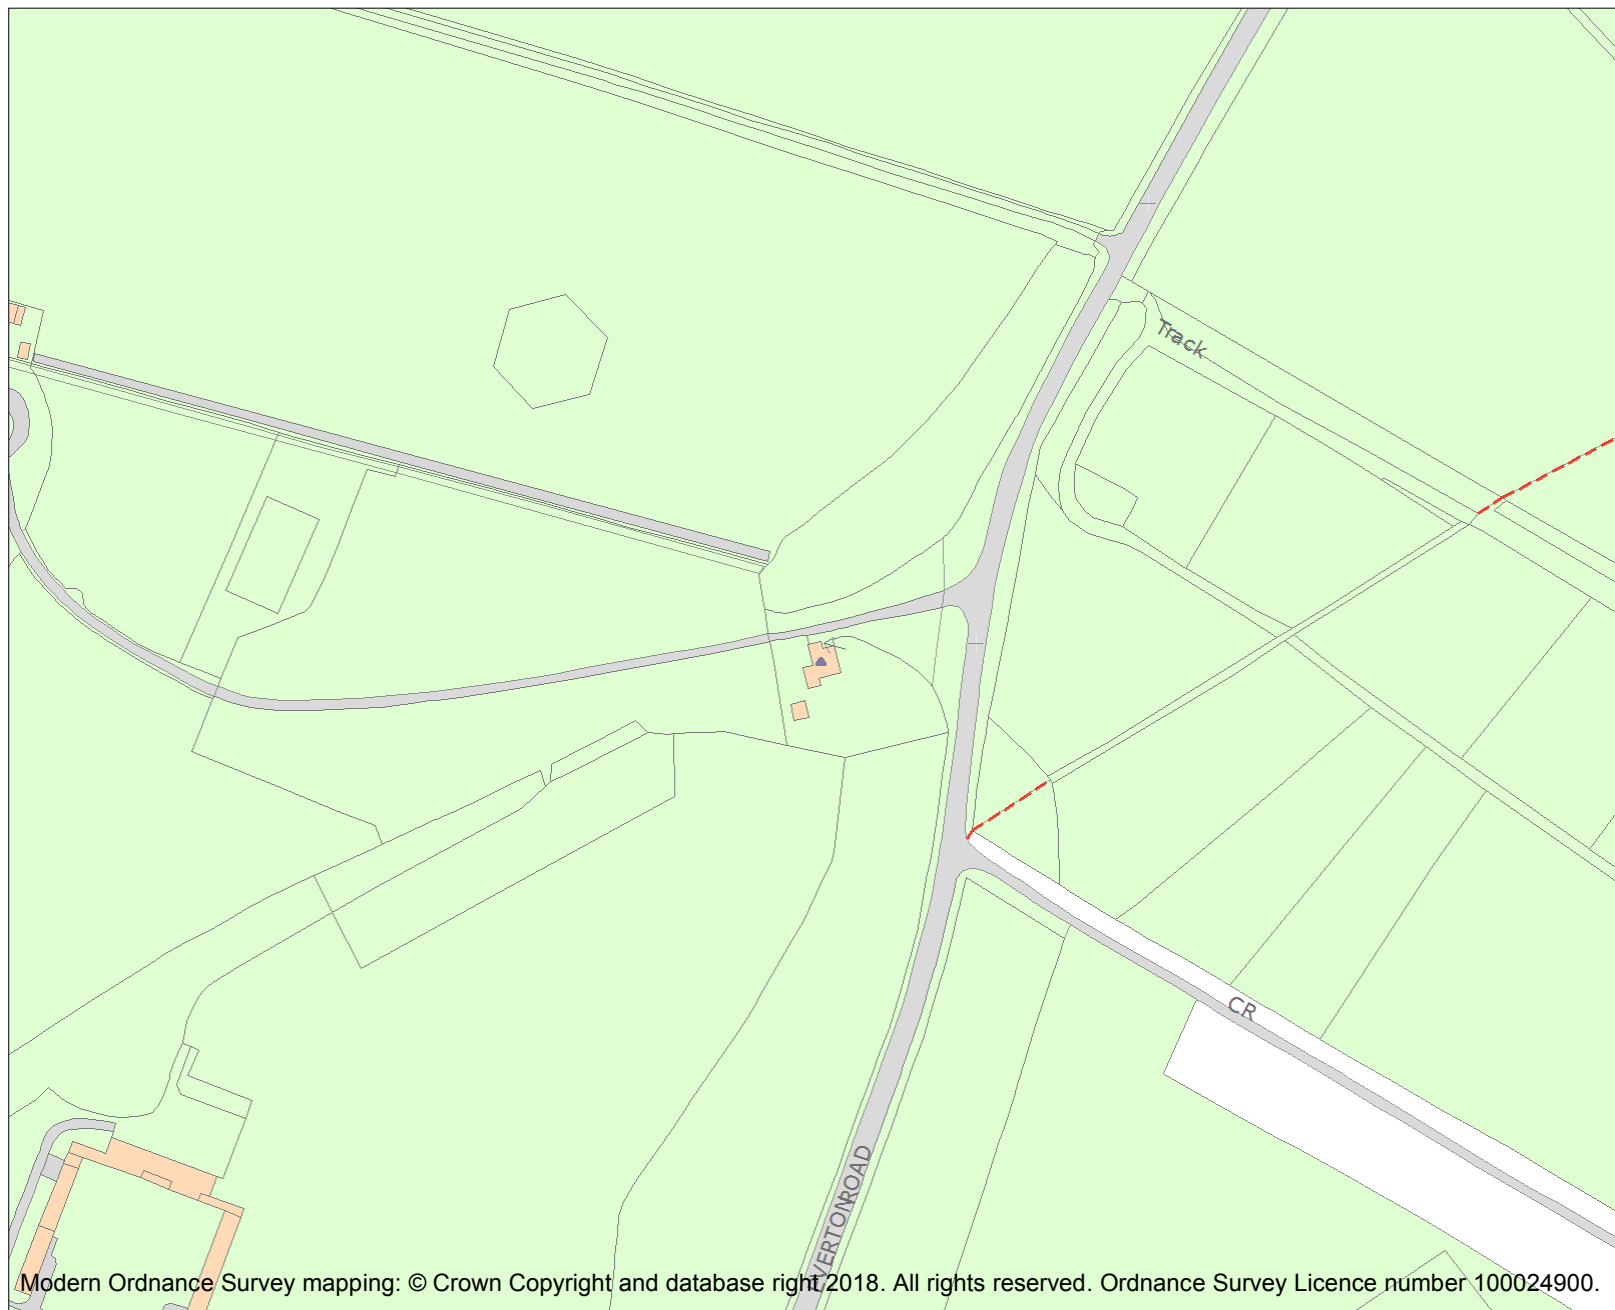 Track
CR
Modern Ordnance Survey mapping: © Crown Copyright and database right 2018. All rights reserved. Ordnance Survey Licence number 100024900.